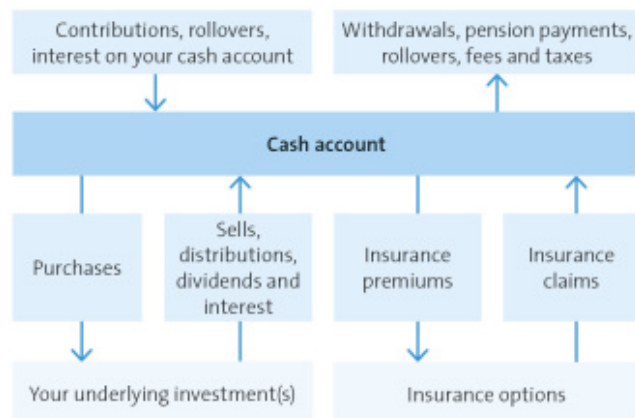 Contributions, rollovers,
interest on your cash account
Withdrawals, pension payments,
rollovers, fees and taxes
Cash account
Purchases
Sells,
distributions,
dividends and
interest
Insurance
premiums
Insurance
claims
Your underlying investment(s)
Insurance options